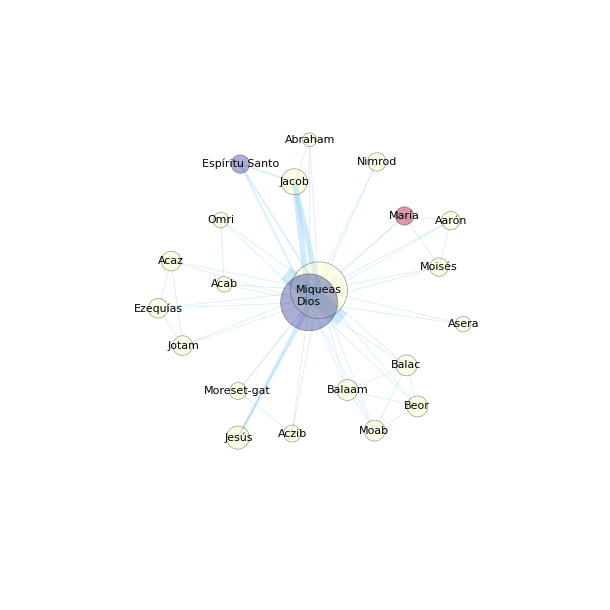 Abraham
Nimrod
Espíritu Santo
Jacob
María
Omri
Aarón
Acaz
Moisés
Acab
Miqueas
Dios
Ezequías
Asera
Jotam
Balac
Moreset-gat
Balaam
Beor
Moab
Aczib
Jesús